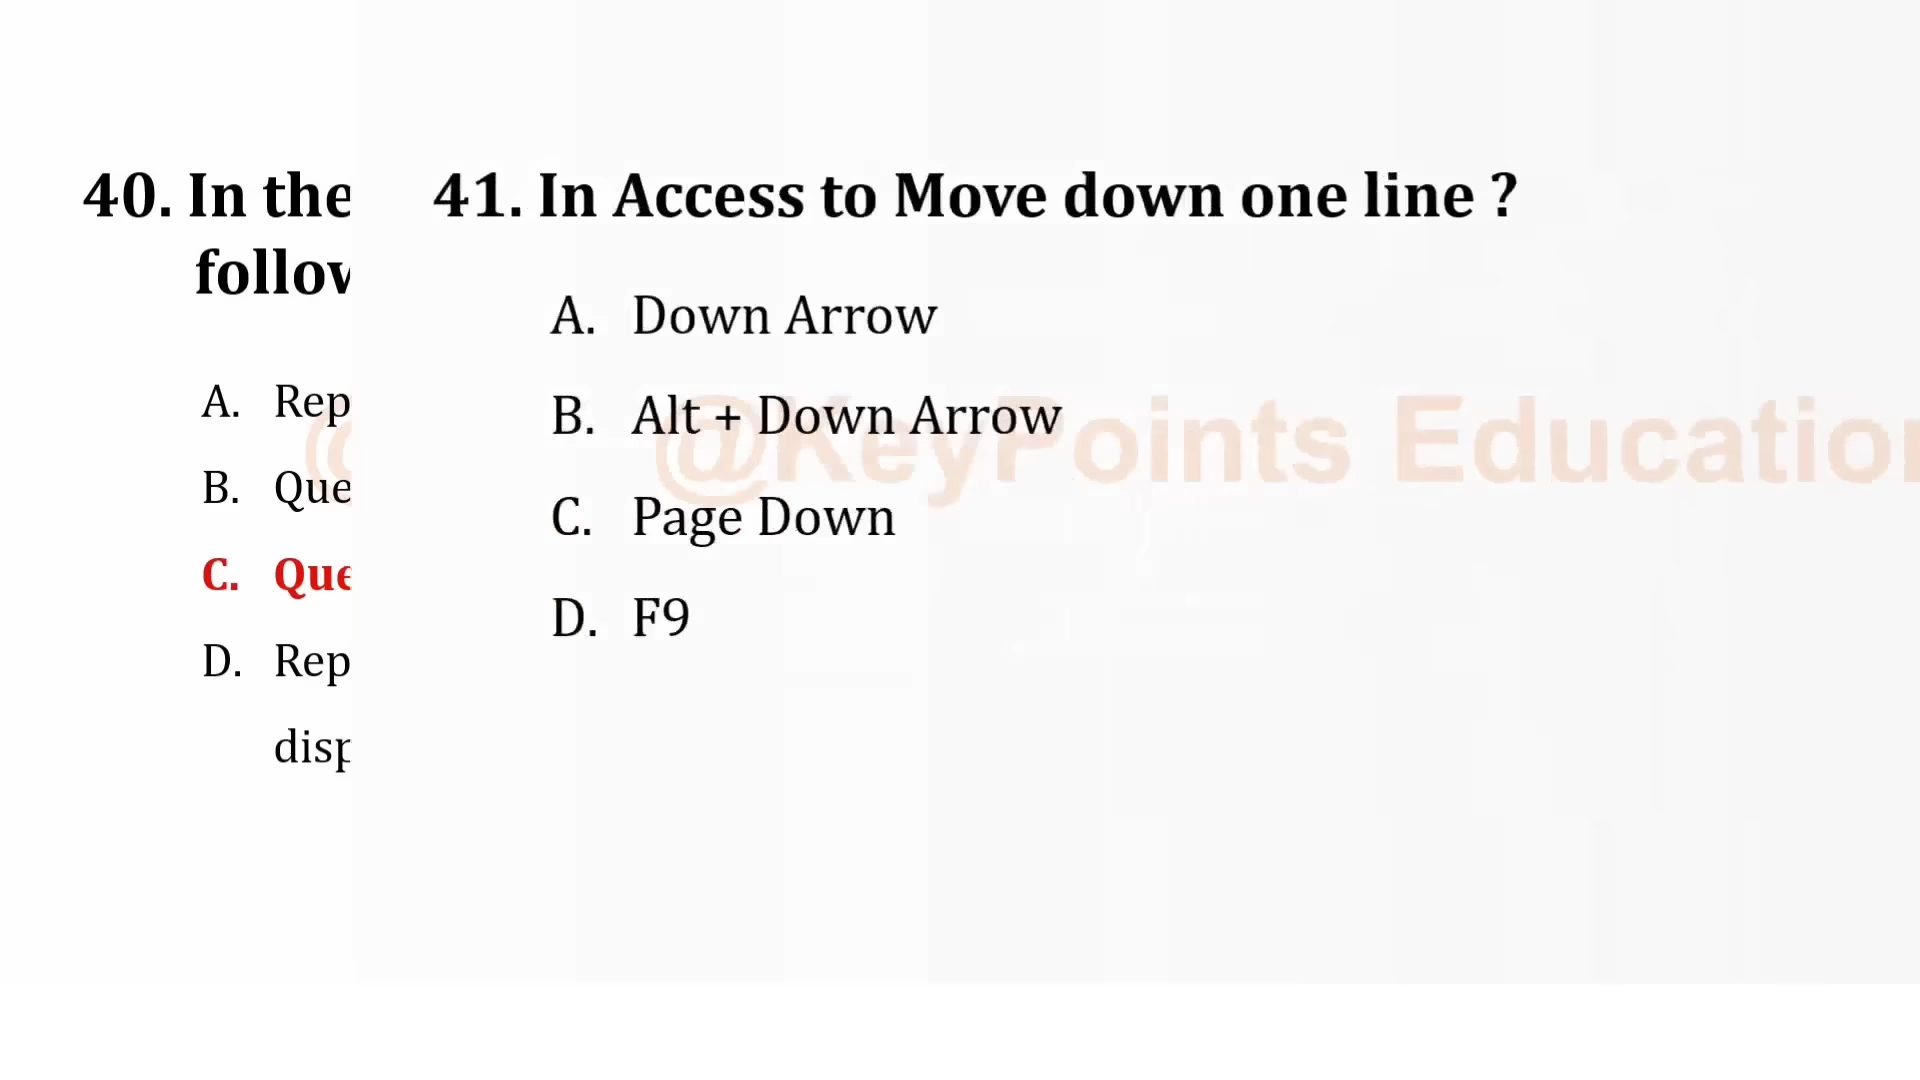 40. In the
follow
A. Rep
B. Que
C. Que
D. Rep
disp
41. In Access to Move down one line ?
A. Down Arrow
B. Alt + Down Arrow
C. Page Down
D. F9
@KeyPoints Education